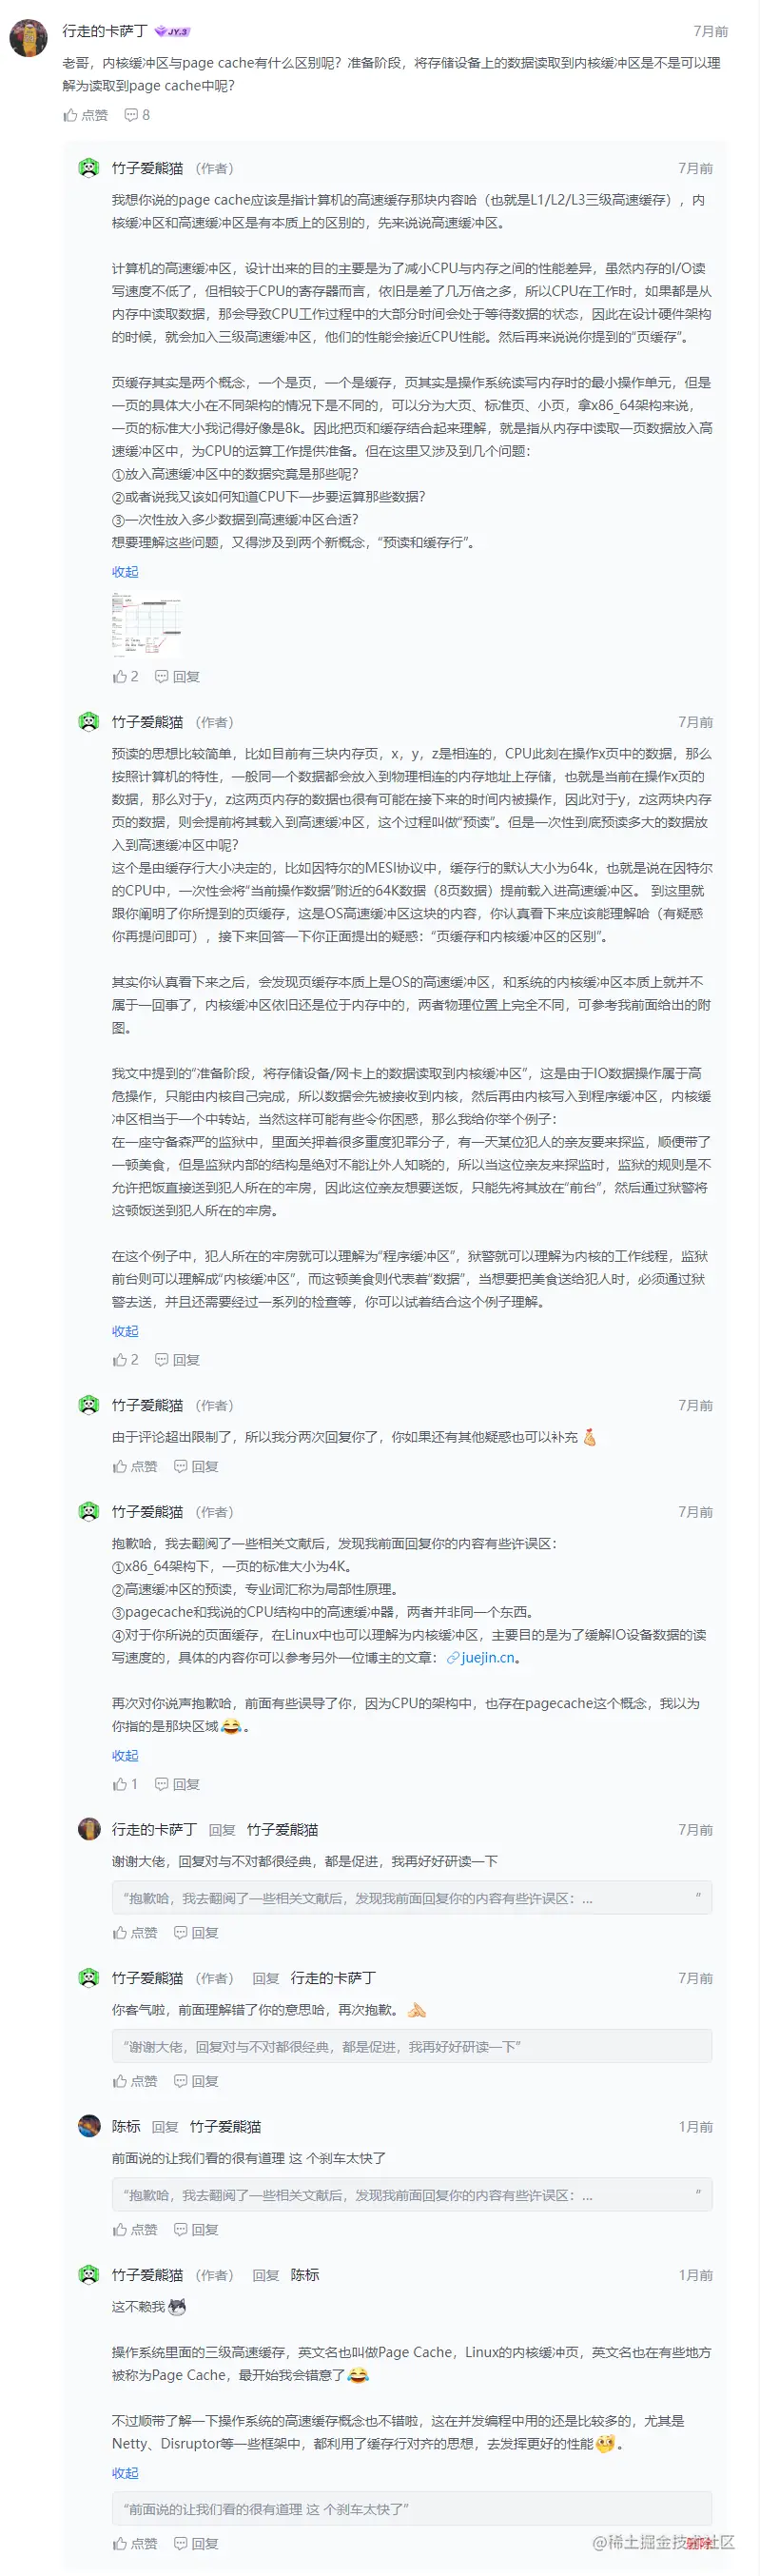 行走的卡萨丁 JY.3 7月前
老哥，内核缓冲区与page cache有什么区别呢？准备阶段，将存储设备上的数据读取到内核缓冲区是不是可以理
解为读取到page cache中呢？
点赞 8
竹子爱熊猫 （作者） 7月前
我想你说的page cache应该是指计算机的高速缓存那块内容哈（也就是L1/L2/L3三级高速缓存），内
核缓冲区和高速缓冲区是有本质上的区别的，先来说说高速缓冲区。
计算机的高速缓冲区，设计出来的目的主要是为了减小CPU与内存之间的性能差异，虽然内存的I/O读
写速度不低了，但相较于CPU的寄存器而言，依旧是差了几万倍之多，所以CPU在工作时，如果都是从
内存中读取数据，那会导致CPU工作过程中的大部分时间会处于等待数据的状态，因此在设计硬件架构
的时候，就会加入三级高速缓冲区，他们的性能会接近CPU性能。然后再来说说你提到的“页缓存”。
页缓存其实是两个概念，一个是页，一个是缓存，页其实是操作系统读写内存时的最小操作单元，但是
一页的具体大小在不同架构的情况下是不同的，可以分为大页、标准页、小页，拿x86_64架构来说，
一页的标准大小我记得好像是8k。因此把页和缓存结合起来理解，就是指从内存中读取一页数据放入高
速缓冲区中，为CPU的运算工作提供准备。但在这里又涉及到几个问题：
①放入高速缓冲区中的数据究竟是那些呢？
②或者说我又该如何知道CPU下一步要运算那些数据？
③一次性放入多少数据到高速缓冲区合适？
想要理解这些问题，又得涉及到两个新概念，“预读和缓存行”。
收起
2 回复
竹子爱熊猫 （作者） 7月前
预读的思想比较简单，比如目前有三块内存页，x，y，z是相连的，CPU此刻在操作x页中的数据，那么
按照计算机的特性，一般同一个数据都会放入到物理相连的内存地址上存储，也就是当前在操作x页的
数据，那么对于y，z这两页内存的数据也很有可能在接下来的时间内被操作，因此对于y，z这两块内存
页的数据，则会提前将其载入到高速缓冲区，这个过程叫做“预读”。但是一次性到底预读多大的数据放
入到高速缓冲区中呢？
这个是由缓存行大小决定的，比如因特尔的MESI协议中，缓存行的默认大小为64k，也就是说在因特尔
的CPU中，一次性会将“当前操作数据”附近的64K数据（8页数据）提前载入进高速缓冲区。 到这里就
跟你阐明了你所提到的页缓存，这是OS高速缓冲区这块的内容，你认真看下来应该能理解哈（有疑惑
你再提问即可），接下来回答一下你正面提出的疑惑：“页缓存和内核缓冲区的区别”。
其实你认真看下来之后，会发现页缓存本质上是OS的高速缓冲区，和系统的内核缓冲区本质上就并不
属于一回事了，内核缓冲区依旧还是位于内存中的，两者物理位置上完全不同，可参考我前面给出的附
图。
我文中提到的“准备阶段，将存储设备/网卡上的数据读取到内核缓冲区”，这是由于IO数据操作属于高
危操作，只能由内核自己完成，所以数据会先被接收到内核，然后再由内核写入到程序缓冲区，内核缓
冲区相当于一个中转站，当然这样可能有些令你困惑，那么我给你举个例子：
在一座守备森严的监狱中，里面关押着很多重度犯罪分子，有一天某位犯人的亲友要来探监，顺便带了
一顿美食，但是监狱内部的结构是绝对不能让外人知晓的，所以当这位亲友来探监时，监狱的规则是不
允许把饭直接送到犯人所在的牢房，因此这位亲友想要送饭，只能先将其放在“前台”，然后通过狱警将
这顿饭送到犯人所在的牢房。
在这个例子中，犯人所在的牢房就可以理解为“程序缓冲区”，狱警就可以理解为内核的工作线程，监狱
前台则可以理解成“内核缓冲区”，而这顿美食则代表着“数据”，当想要把美食送给犯人时，必须通过狱
警去送，并且还需要经过一系列的检查等，你可以试着结合这个例子理解。
收起
2 回复
竹子爱熊猫 （作者） 7月前
由于评论超出限制了，所以我分两次回复你了，你如果还有其他疑惑也可以补充
点赞 回复
竹子爱熊猫 （作者） 7月前
抱歉哈，我去翻阅了一些相关文献后，发现我前面回复你的内容有些许误区：
①x86_64架构下，一页的标准大小为4K。
②高速缓冲区的预读，专业词汇称为局部性原理。
③pagecache和我说的CPU结构中的高速缓冲器，两者并非同一个东西。
④对于你所说的页面缓存，在Linux中也可以理解为内核缓冲区，主要目的是为了缓解IO设备数据的读
写速度的，具体的内容你可以参考另外一位博主的文章：juejin.cn。
再次对你说声抱歉哈，前面有些误导了你，因为CPU的架构中，也存在pagecache这个概念，我以为
你指的是那块区域。
收起
1 回复
行走的卡萨丁 回复 竹子爱熊猫 7月前
谢谢大佬，回复对与不对都很经典，都是促进，我再好好研读一下
“抱歉哈，我去翻阅了一些相关文献后，发现我前面回复你的内容有些许误区：... ”
点赞 回复
竹子爱熊猫 （作者） 回复 行走的卡萨丁 7月前
你客气啦，前面理解错了你的意思哈，再次抱歉。
“谢谢大佬，回复对与不对都很经典，都是促进，我再好好研读一下”
点赞 回复
陈标 回复 竹子爱熊猫 1月前
前面说的让我们看的很有道理 这 个刹车太快了
“抱歉哈，我去翻阅了一些相关文献后，发现我前面回复你的内容有些许误区：... ”
点赞 回复
竹子爱熊猫 （作者） 回复 陈标 1月前
这不赖我
操作系统里面的三级高速缓存，英文名也叫做Page Cache，Linux的内核缓冲页，英文名也在有些地方
被称为Page Cache，最开始我会错意了
不过顺带了解一下操作系统的高速缓存概念也不错啦，这在并发编程中用的还是比较多的，尤其是
Netty、Disruptor等一些框架中，都利用了缓存行对齐的思想，去发挥更好的性能。
收起
“前面说的让我们看的很有道理 这 个刹车太快了”
点赞 回复 删除
@稀土掘金技术社区